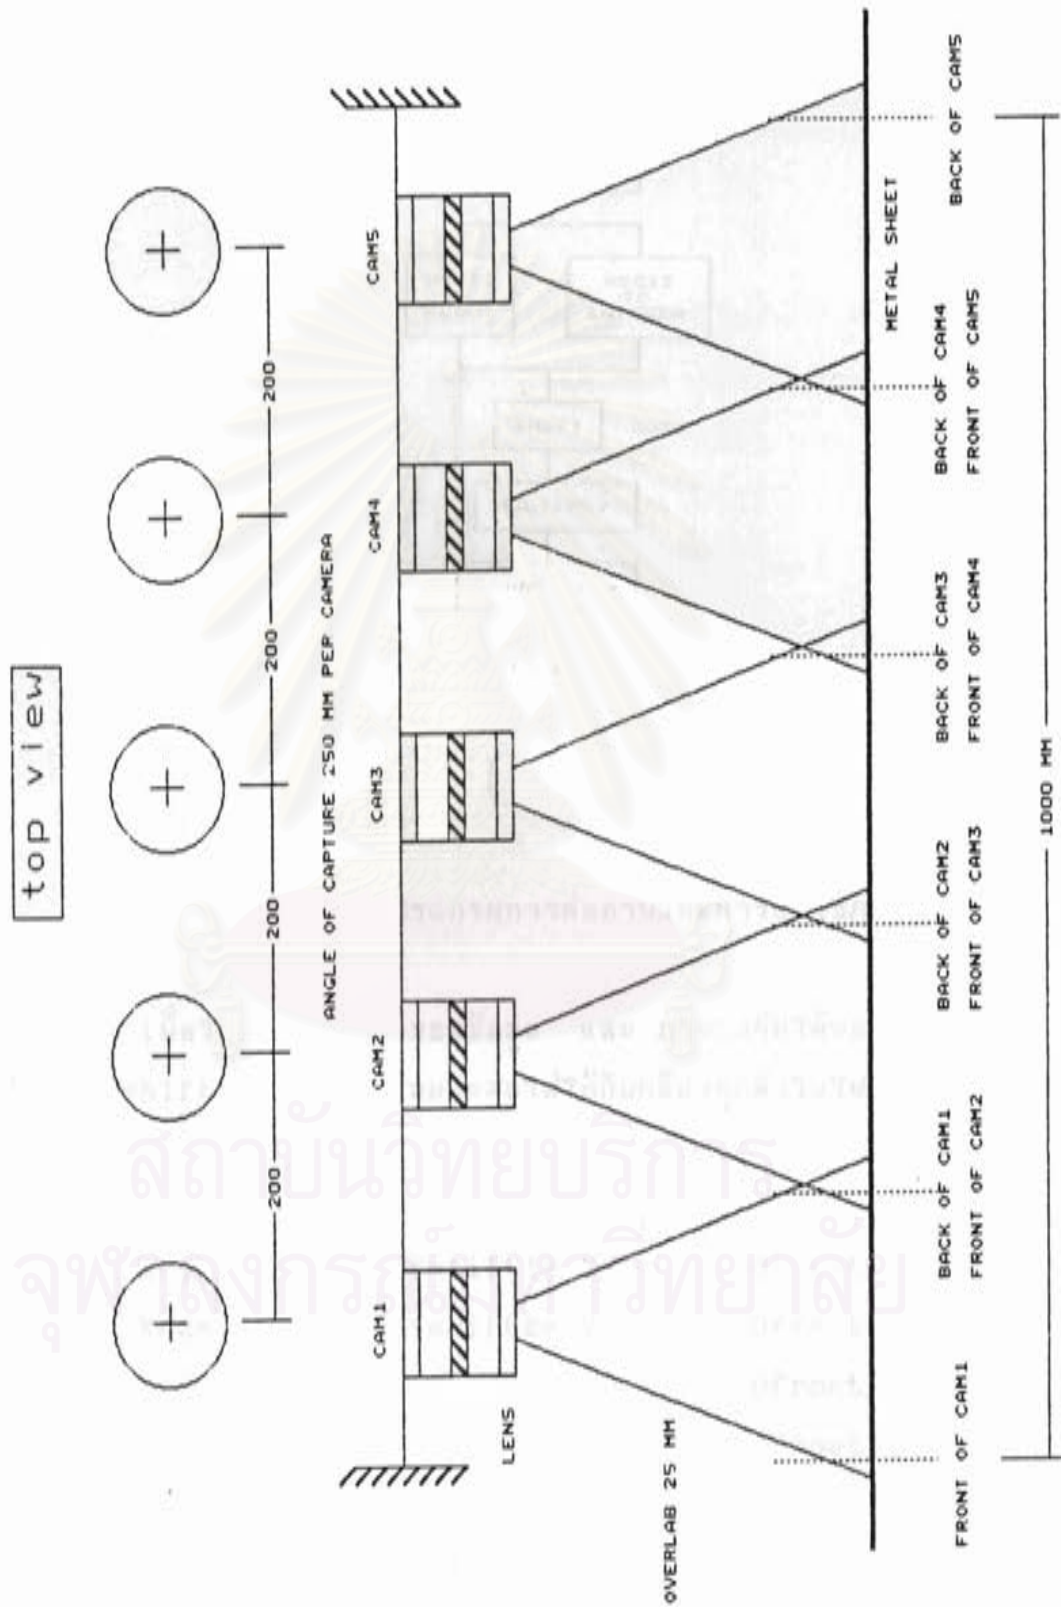 top view
200
200
200
200
ANGLE OF CAPTURE 250 MM PER CAMERA
CAM1
CAM2
CAM3
CAM4
CAM5
LENS
OVERLAB 25 MM
METAL SHEET
FRONT OF CAM1
BACK OF CAM1
FRONT OF CAM2
BACK OF CAM2
FRONT OF CAM3
BACK OF CAM3
FRONT OF CAM4
BACK OF CAM4
FRONT OF CAM5
BACK OF CAM5
1000 MM
สถาบันวิทยบริการ
จุฬาลงกรณ์มหาวิทยาลัย